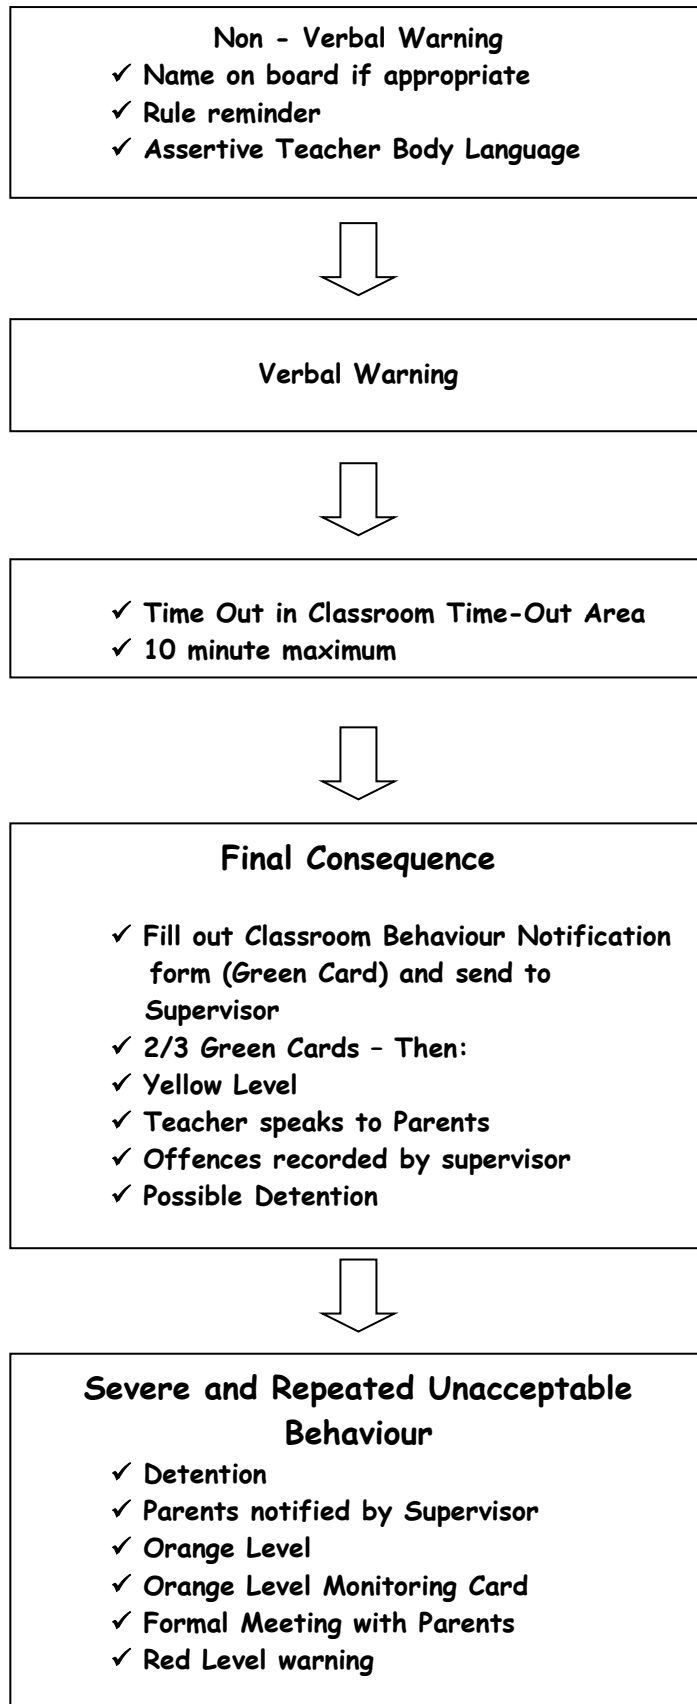 Non - Verbal Warning
✓ Name on board if appropriate
✓ Rule reminder
✓ Assertive Teacher Body Language
Verbal Warning
✓ Time Out in Classroom Time-Out Area
✓ 10 minute maximum
Final Consequence
✓ Fill out Classroom Behaviour Notification
form (Green Card) and send to
Supervisor
✓ 2/3 Green Cards – Then:
✓ Yellow Level
✓ Teacher speaks to Parents
✓ Offences recorded by supervisor
✓ Possible Detention
Severe and Repeated Unacceptable
Behaviour
✓ Detention
✓ Parents notified by Supervisor
✓ Orange Level
✓ Orange Level Monitoring Card
✓ Formal Meeting with Parents
✓ Red Level warning